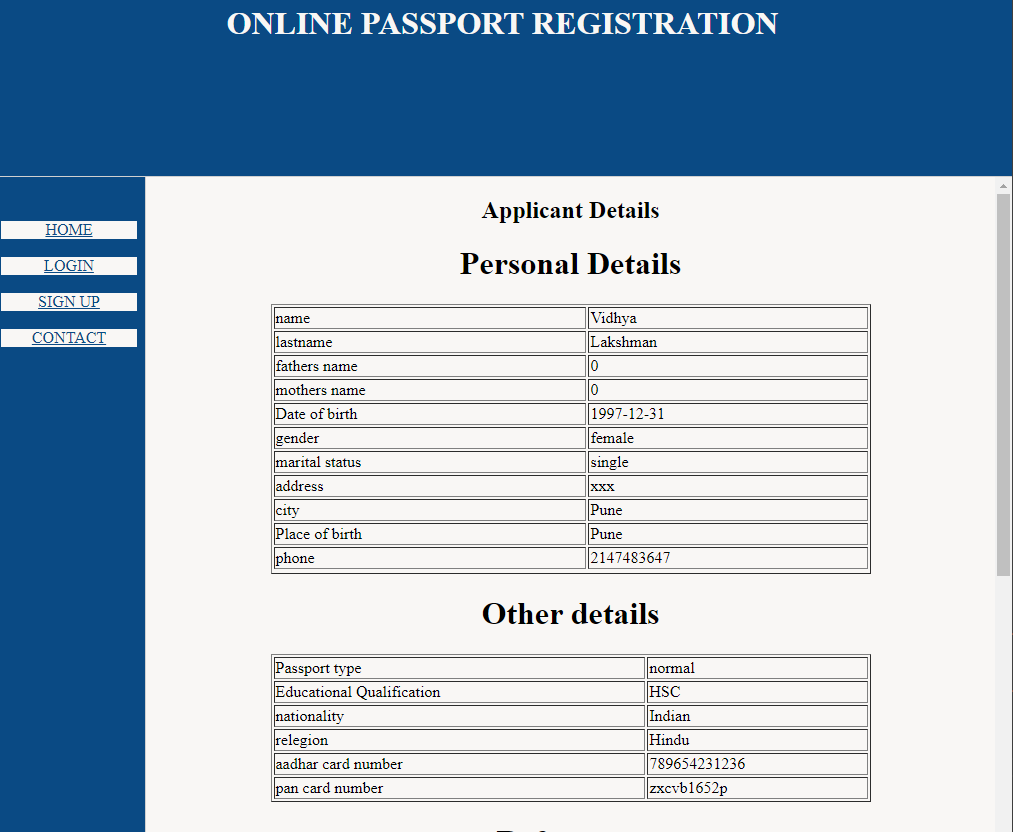 ONLINE PASSPORT REGISTRATION
HOME
LOGIN
SIGN UP
CONTACT
Applicant Details
Personal Details
name Vidhya
lastname Lakshman
fathers name 0
mothers name 0
Date of birth 1997-12-31
gender female
marital status single
address xxx
city Pune
Place of birth Pune
phone 2147483647
Other details
Passport type normal
Educational Qualification HSC
nationality Indian
relegion Hindu
aadhar card number 789654231236
pan card number zxcvb1652p